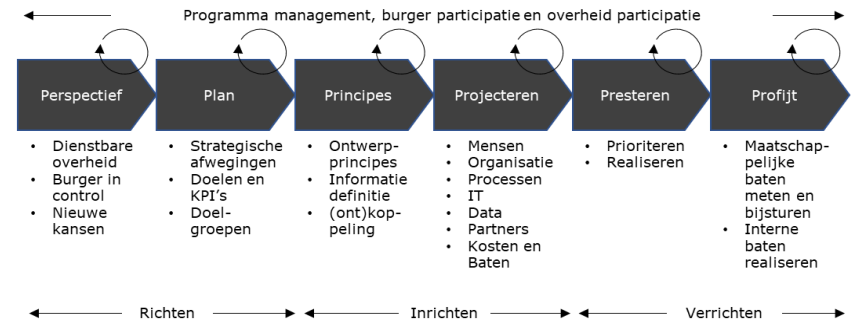 Programma management, burger participatie en overheid participatie
Perspectief
Plan
Principes
Projecteren
Presteren
Profijt
• Dienstbare
overheid
• Burger in
control
• Nieuwe
kansen
• Strategische
afwegingen
• Doelen en
KPI’s
• Doel-
groepen
• Ontwerp-
principes
• Informatie
definitie
• (ont)kop-
peling
• Mensen
• Organisatie
• Processen
• IT
• Data
• Partners
• Kosten en
Baten
• Prioriteren
• Realiseren
• Maatschap-
pelijke
baten
meten en
bijsturen
• Interne
baten
realiseren
Richten
Inrichten
Verrichten